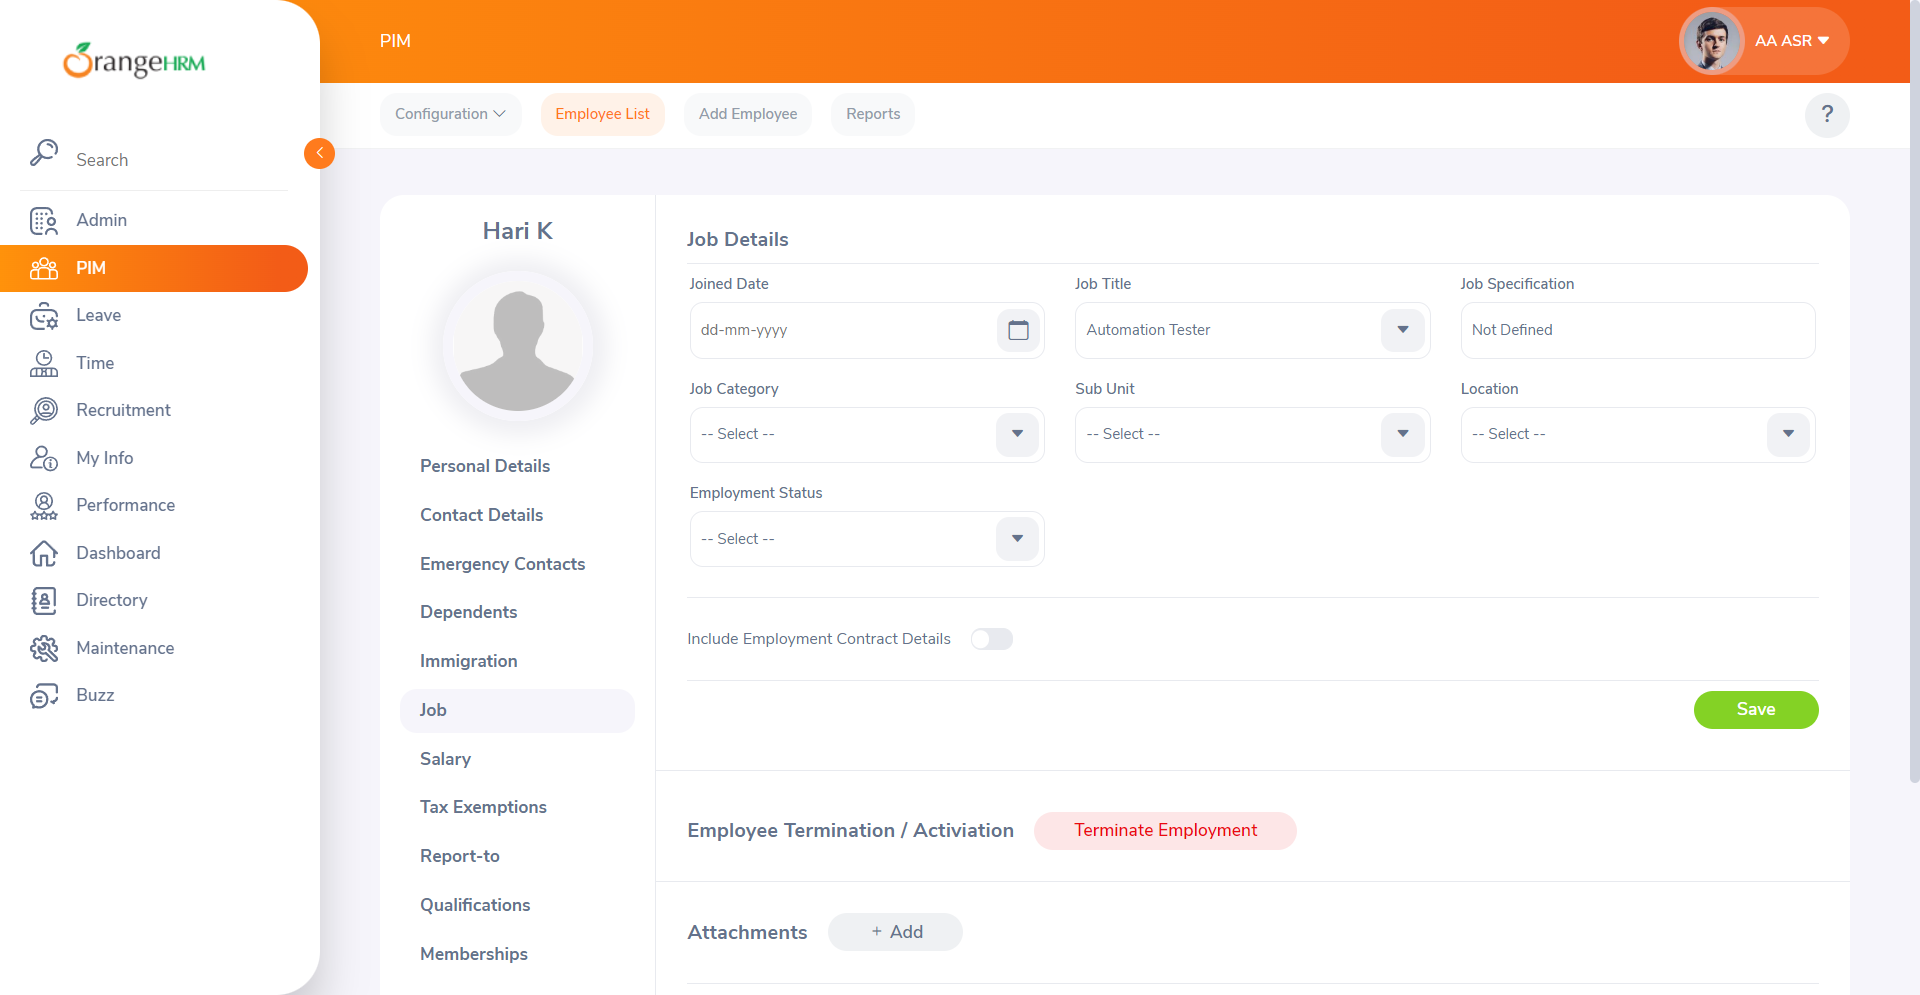 OrangeHRM
PIM
AA ASR
Configuration
Employee List
Add Employee
Reports
?
Search
Admin
PIM
Leave
Time
Recruitment
My Info
Performance
Dashboard
Directory
Maintenance
Buzz
Hari K
Personal Details
Contact Details
Emergency Contacts
Dependents
Immigration
Job
Salary
Tax Exemptions
Report-to
Qualifications
Memberships
Job Details
Joined Date
dd-mm-yyyy
Job Title
Automation Tester
Job Specification
Not Defined
Job Category
-- Select --
Sub Unit
-- Select --
Location
-- Select --
Employment Status
-- Select --
Include Employment Contract Details
Save
Employee Termination / Activiation
Terminate Employment
Attachments
+ Add